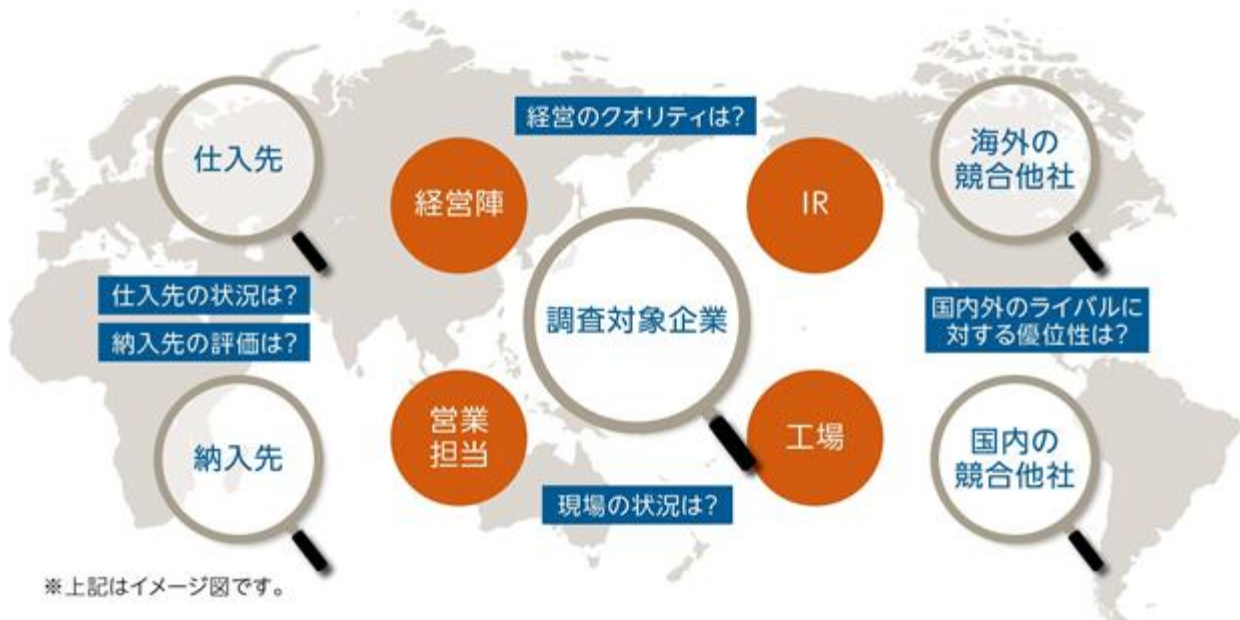 経営のクオリティは?
仕入先
経営陣
IR
海外の
競合他社
仕入先の状況は?
納入先の評価は?
調査対象企業
国内外のライバルに
対する優位性は?
納入先
営業
担当
工場
国内の
競合他社
現場の状況は?
※上記はイメージ図です。